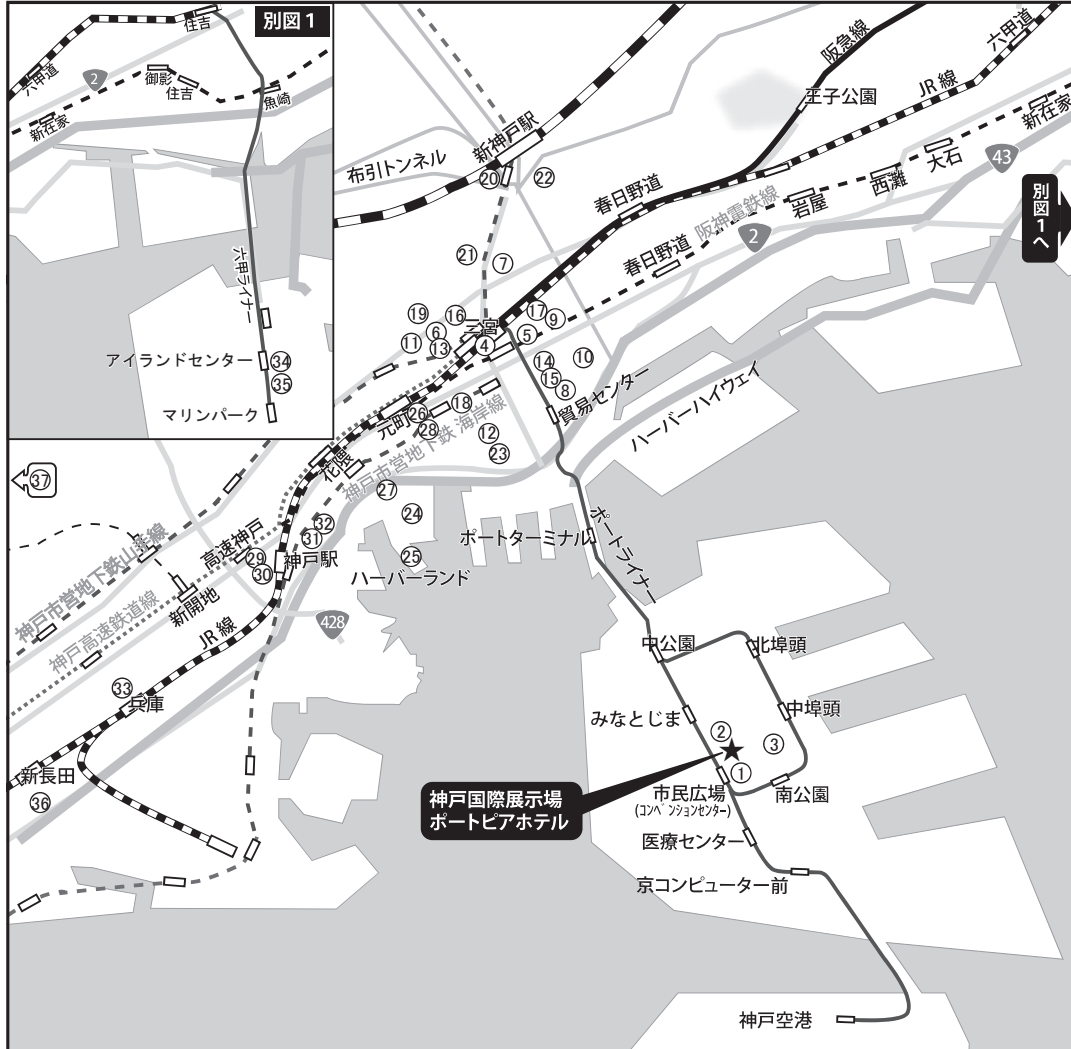 別図1
住吉
六甲道
2
御影
住吉
魚崎
新在家
六甲ライナー
アイランドセンター
34
35
マリンパーク
阪急線
六甲道
王子公園
JR線
新在家
43
大石
西灘
岩屋
別図1へ
新神戸駅
布引トンネル
20
22
春日野道
阪神電鉄線
2
春日野道
21
7
19
16
17
9
三宮
6
5
11
13
4
14
10
15
8
貿易センター
ハーバーハイウェイ
元町
26
18
28
12
23
神戸市営地下鉄 海岸線
花隈
37
27
24
32
31
25
ハーバーランド
ポートターミナル
ポートライナー
高速神戸
29
30
神戸駅
神戸市営地下鉄山手線
新開地
神戸高速鉄道線
JR線
428
33
兵庫
新長田
36
中公園
北埠頭
みなとじま
中埠頭
2
★
3
1
神戸国際展示場
ポートピアホテル
市民広場
(コンベンションセンター)
南公園
医療センター
京コンピューター前
神戸空港